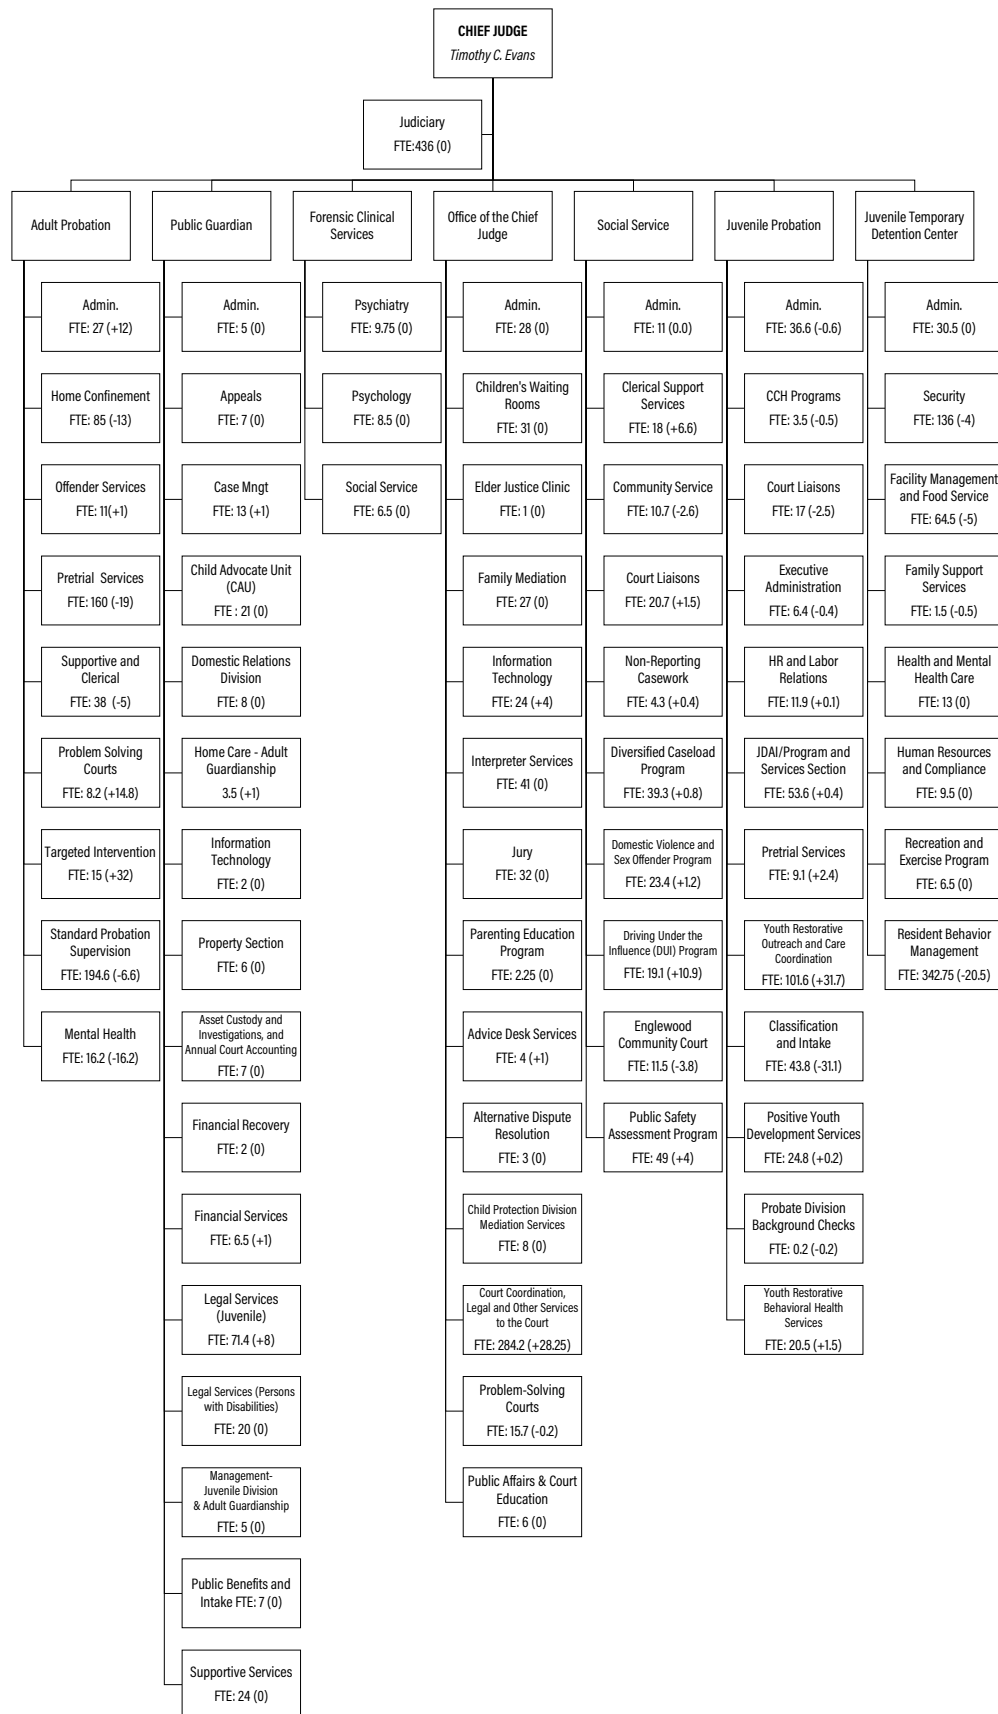 CHIEF JUDGE
Timothy C. Evans
Judiciary
FTE:436 (0)
Adult Probation
Admin.
FTE: 27 (+12)
Home Confinement
FTE: 85 (-13)
Offender Services
FTE: 11(+1)
Pretrial Services
FTE: 160 (-19)
Supportive and
Clerical
FTE: 38 (-5)
Problem Solving
Courts
FTE: 8.2 (+14.8)
Targeted Intervention
FTE: 15 (+32)
Standard Probation
Supervision
FTE: 194.6 (-6.6)
Mental Health
FTE: 16.2 (-16.2)
Public Guardian
Admin.
FTE: 5 (0)
Appeals
FTE: 7 (0)
Case Mngt
FTE: 13 (+1)
Child Advocate Unit
(CAU)
FTE : 21 (0)
Domestic Relations
Division
FTE: 8 (0)
Home Care - Adult
Guardianship
3.5 (+1)
Information
Technology
FTE: 2 (0)
Property Section
FTE: 6 (0)
Asset Custody and
Investigations, and
Annual Court Accounting
FTE: 7 (0)
Financial Recovery
FTE: 2 (0)
Financial Services
FTE: 6.5 (+1)
Legal Services
(Juvenile)
FTE: 71.4 (+8)
Legal Services (Persons
with Disabilities)
FTE: 20 (0)
Management-
Juvenile Division
& Adult Guardianship
FTE: 5 (0)
Public Benefits and
Intake FTE: 7 (0)
Supportive Services
FTE: 24 (0)
Forensic Clinical
Services
Psychiatry
FTE: 9.75 (0)
Psychology
FTE: 8.5 (0)
Social Service
FTE: 6.5 (0)
Office of the Chief
Judge
Admin.
FTE: 28 (0)
Children's Waiting
Rooms
FTE: 31 (0)
Elder Justice Clinic
FTE: 1 (0)
Family Mediation
FTE: 27 (0)
Information
Technology
FTE: 24 (+4)
Interpreter Services
FTE: 41 (0)
Jury
FTE: 32 (0)
Parenting Education
Program
FTE: 2.25 (0)
Advice Desk Services
FTE: 4 (+1)
Alternative Dispute
Resolution
FTE: 3 (0)
Child Protection Division
Mediation Services
FTE: 8 (0)
Court Coordination,
Legal and Other Services
to the Court
FTE: 284.2 (+28.25)
Problem-Solving
Courts
FTE: 15.7 (-0.2)
Public Affairs & Court
Education
FTE: 6 (0)
Social Service
Admin.
FTE: 11 (0.0)
Clerical Support
Services
FTE: 18 (+6.6)
Community Service
FTE: 10.7 (-2.6)
Court Liaisons
FTE: 20.7 (+1.5)
Non-Reporting
Casework
FTE: 4.3 (+0.4)
Diversified Caseload
Program
FTE: 39.3 (+0.8)
Domestic Violence and
Sex Offender Program
FTE: 23.4 (+1.2)
Driving Under the
Influence (DUI) Program
FTE: 19.1 (+10.9)
Englewood
Community Court
FTE: 11.5 (-3.8)
Public Safety
Assessment Program
FTE: 49 (+4)
Juvenile Probation
Admin.
FTE: 36.6 (-0.6)
CCH Programs
FTE: 3.5 (-0.5)
Court Liaisons
FTE: 17 (-2.5)
Executive
Administration
FTE: 6.4 (-0.4)
HR and Labor
Relations
FTE: 11.9 (+0.1)
JDAI/Program and
Services Section
FTE: 53.6 (+0.4)
Pretrial Services
FTE: 9.1 (+2.4)
Youth Restorative
Outreach and Care
Coordination
FTE: 101.6 (+31.7)
Classification
and Intake
FTE: 43.8 (-31.1)
Positive Youth
Development Services
FTE: 24.8 (+0.2)
Probate Division
Background Checks
FTE: 0.2 (-0.2)
Youth Restorative
Behavioral Health
Services
FTE: 20.5 (+1.5)
Juvenile Temporary
Detention Center
Admin.
FTE: 30.5 (0)
Security
FTE: 136 (-4)
Facility Management
and Food Service
FTE: 64.5 (-5)
Family Support
Services
FTE: 1.5 (-0.5)
Health and Mental
Health Care
FTE: 13 (0)
Human Resources
and Compliance
FTE: 9.5 (0)
Recreation and
Exercise Program
FTE: 6.5 (0)
Resident Behavior
Management
FTE: 342.75 (-20.5)